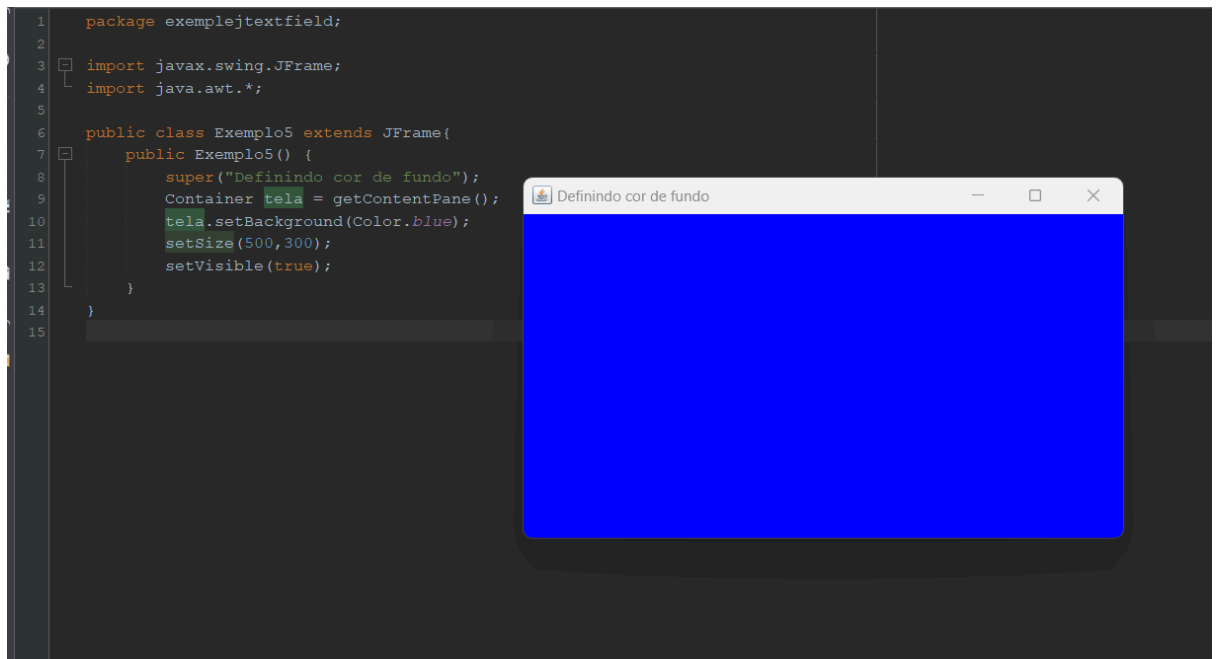 1 package exemplejtextfield;
2
3 import javax.swing.JFrame;
4 import java.awt.*;
5
6 public class Exemplo5 extends JFrame{
7 public Exemplo5() {
8 super("Definindo cor de fundo");
9 Container tela = getContentPane();
10 tela.setBackground(Color.blue);
11 setSize(500,300);
12 setVisible(true);
13 }
14 }
15
Definindo cor de fundo